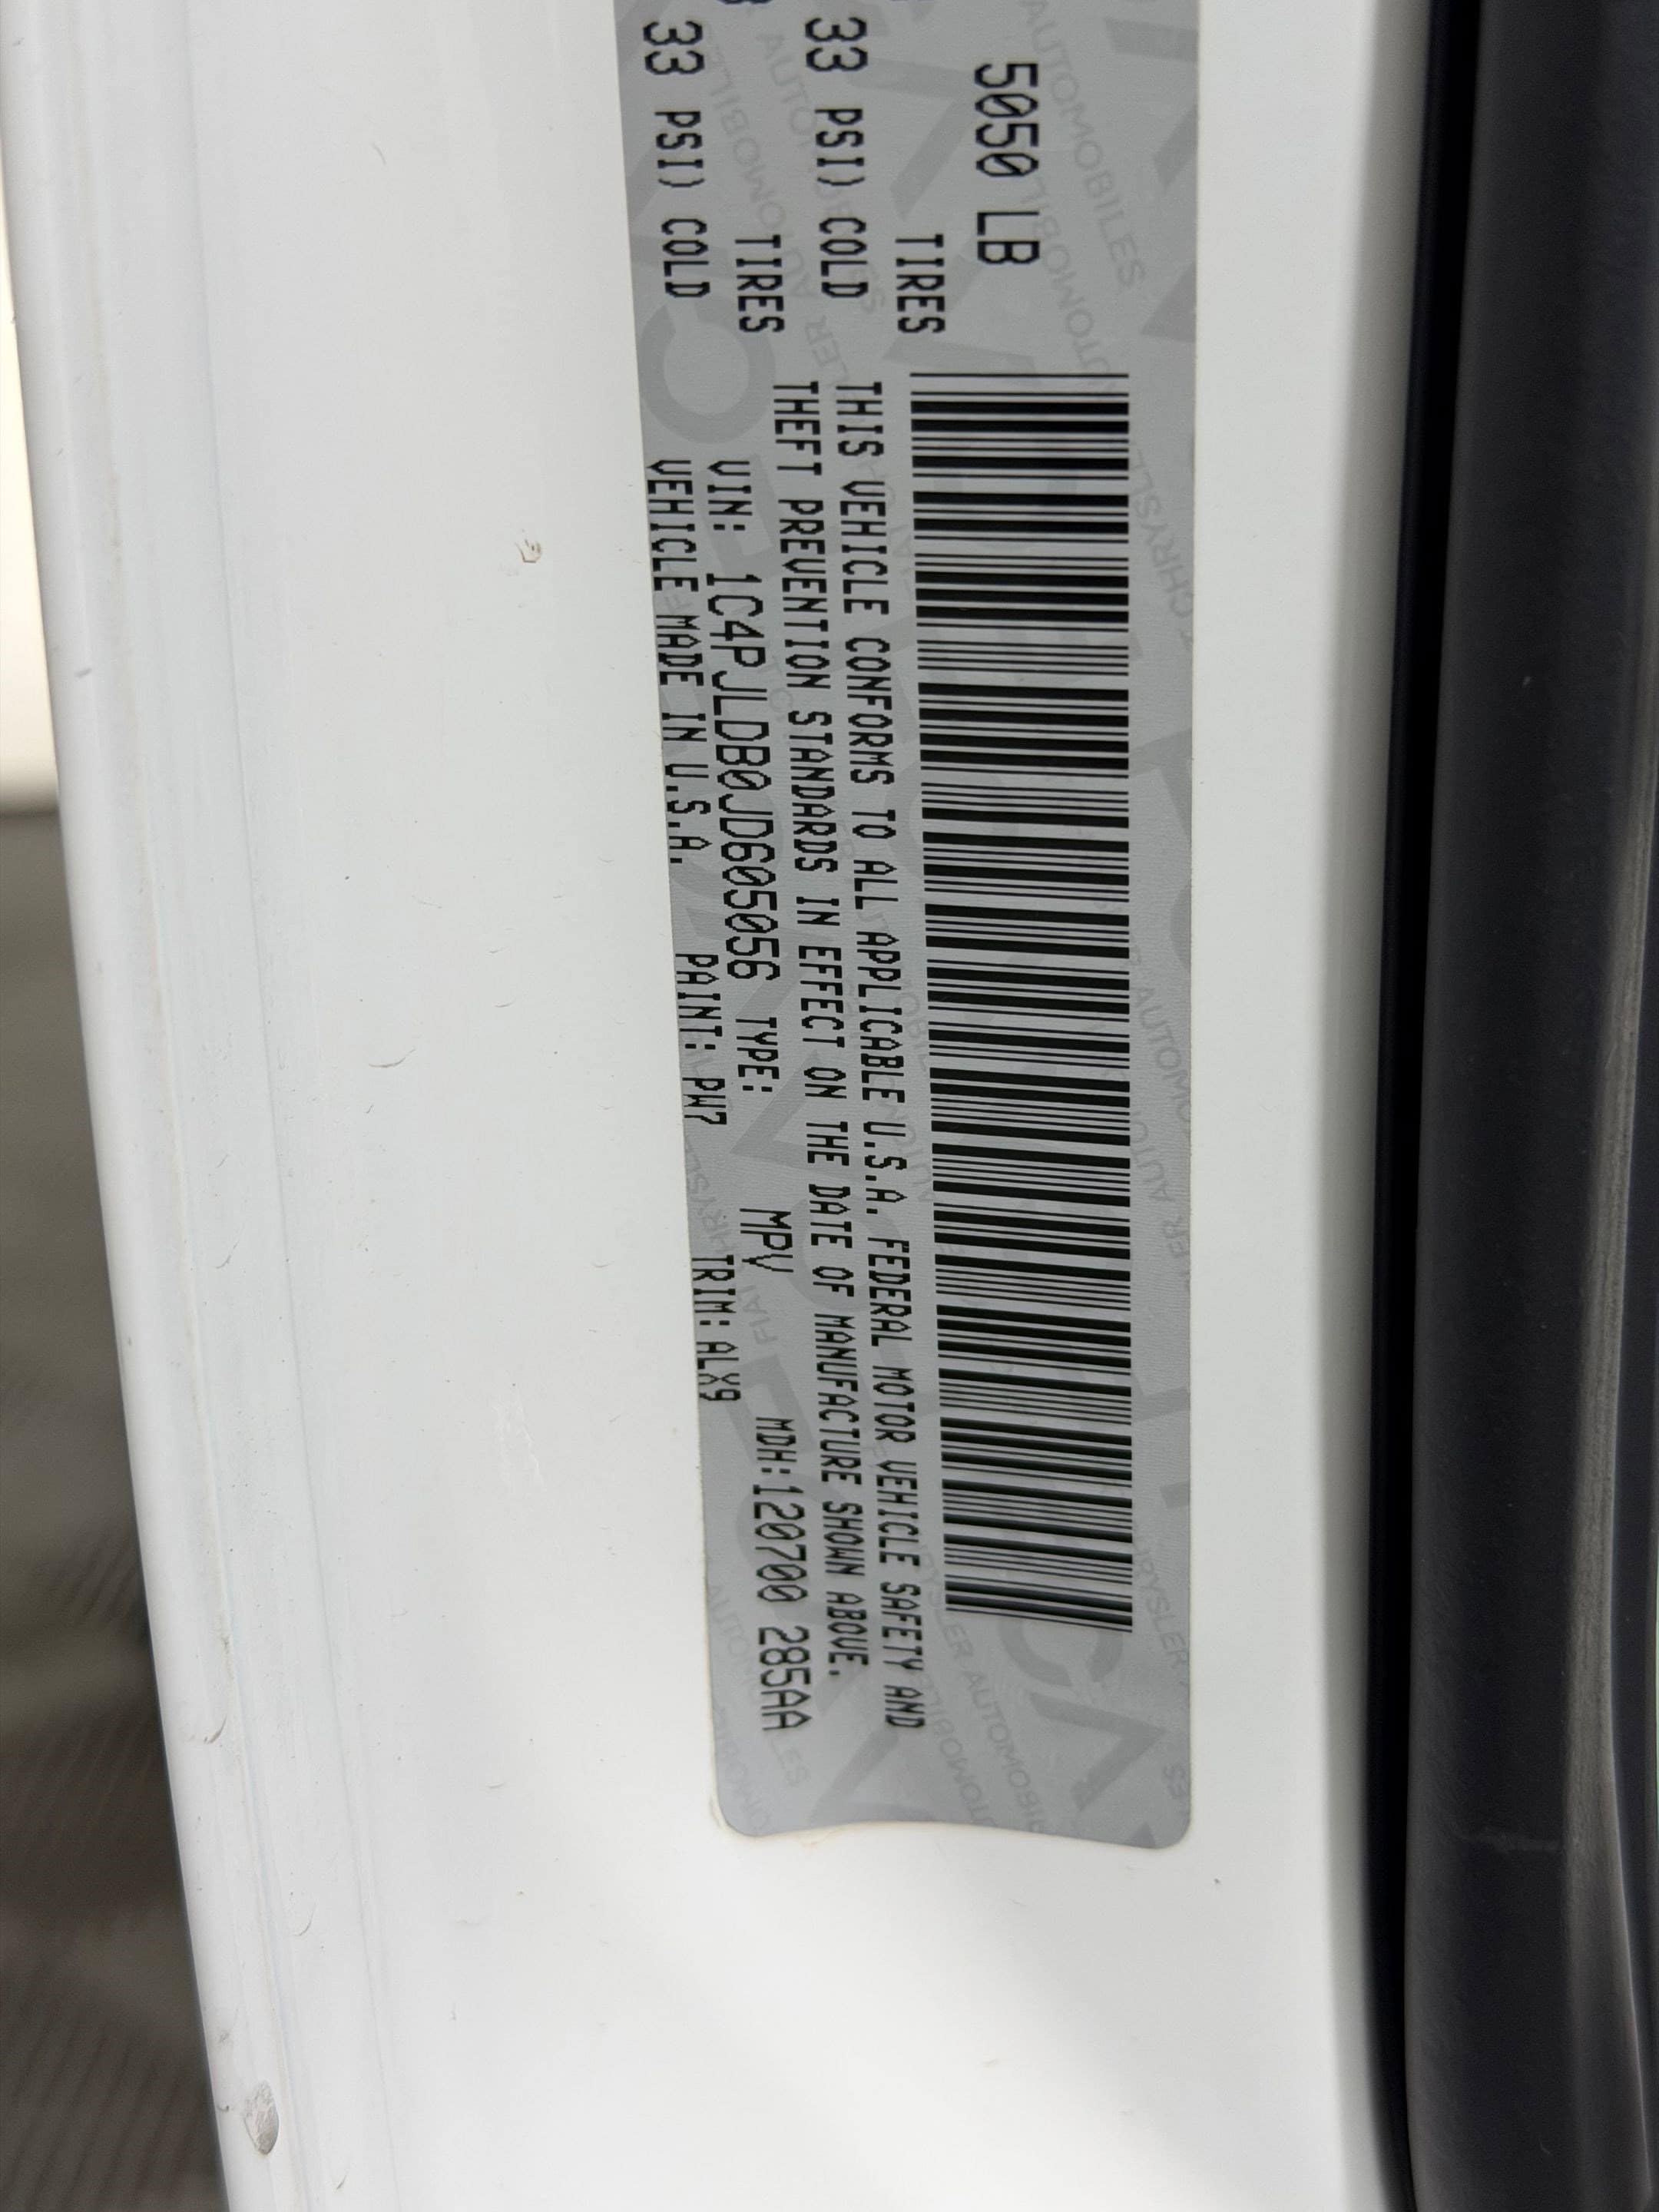 5050 LB
TIRES
33 PSI) COLD
TIRES
33 PSI) COLD
THIS VEHICLE CONFORMS TO ALL APPLICABLE U.S.A. FEDERAL MOTOR VEHICLE SAFETY AND
THEFT PREVENTION STANDARDS IN EFFECT ON THE DATE OF MANUFACTURE SHOWN ABOVE.
VIN: 1C4PJLDB0JD605056 TYPE: MPV MDH:120700 285AA
VEHICLE MADE IN U.S.A. PAINT: PW7 TRIM: ALX9